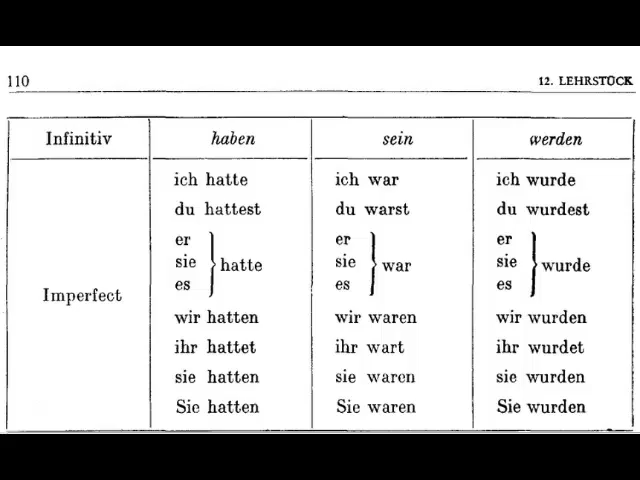 110 12. LEHRSTÜCK
Infinitiv haben sein werden
ich hatte ich war ich wurde
du hattest du warst du wurdest
er er er
sie hatte sie war sie wurde
es es es
Imperfect
wir hatten wir waren wir wurden
ihr hattet ihr wart ihr wurdet
sie hatten sie waren sie wurden
Sie hatten Sie waren Sie wurden